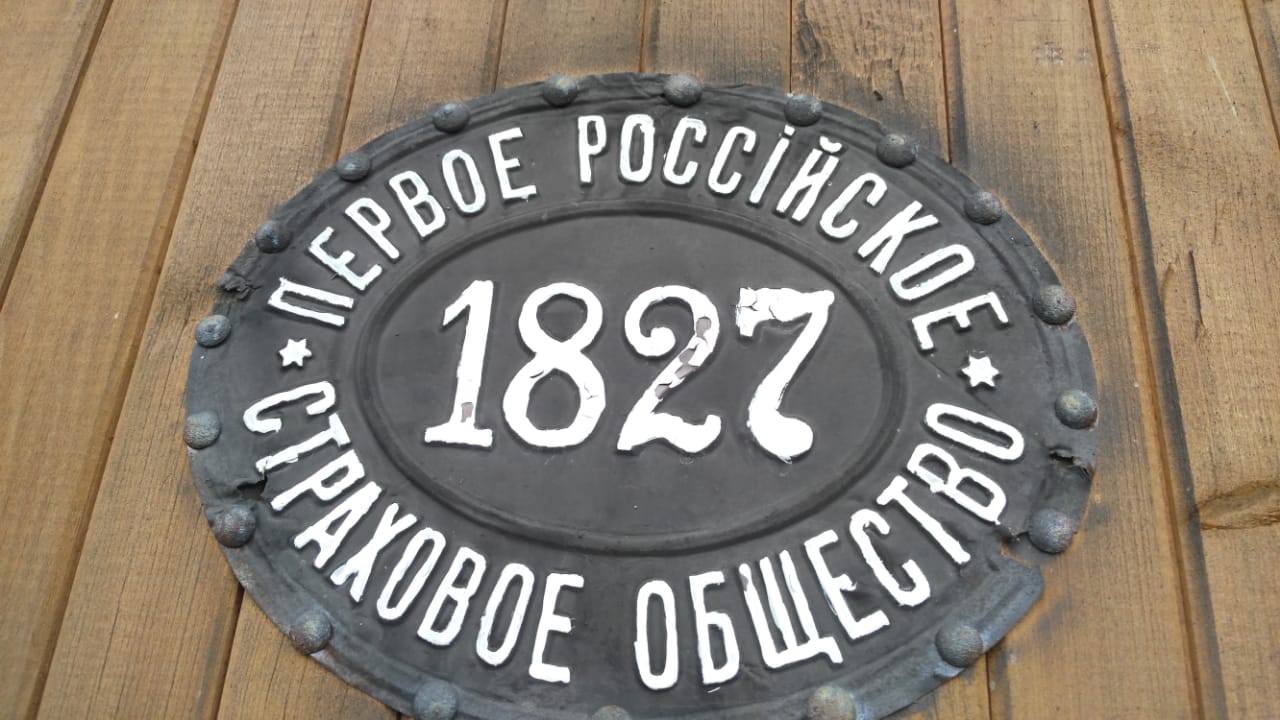 ПЕРВОЕ РОССІЙСКОЕ
1827
СТРАХОВОЕ ОБЩЕСТВО